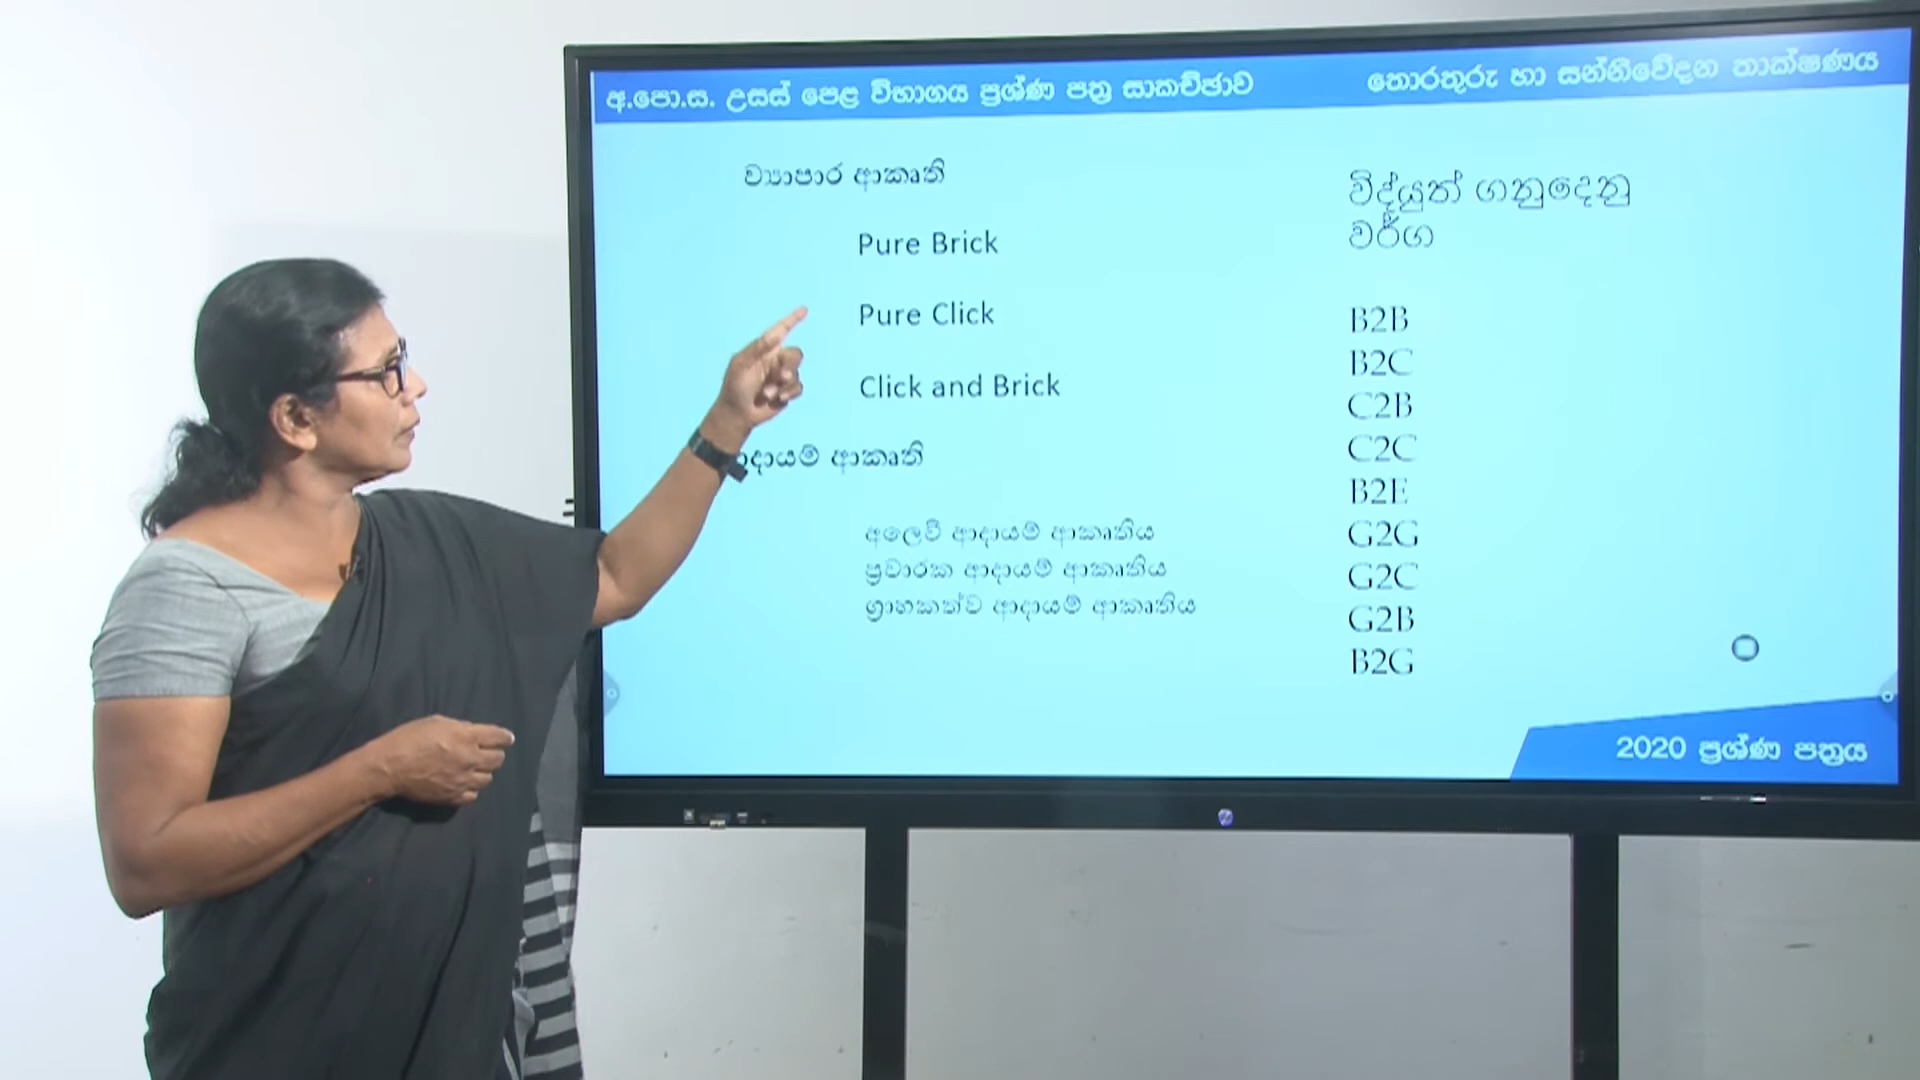 අ.පො.ස. උසස් පෙළ විභාගය ප්‍රශ්ණ පත්‍ර සාකච්ඡාව
තොරතුරු හා සන්නිවේදන තාක්ෂණය
ව්‍යාපාර ආකෘති
Pure Brick
Pure Click
Click and Brick
ආකෘති
අලෙවි ආදායම් ආකෘතිය
ප්‍රචාරක ආදායම් ආකෘතිය
ග්‍රාහකත්ව ආදායම් ආකෘතිය
විද්යුත් ගනුදෙනු
වර්ග
B2B
B2C
C2B
C2C
B2E
G2G
G2C
G2B
B2G
2020 ප්‍රශ්ණ පත්‍රය